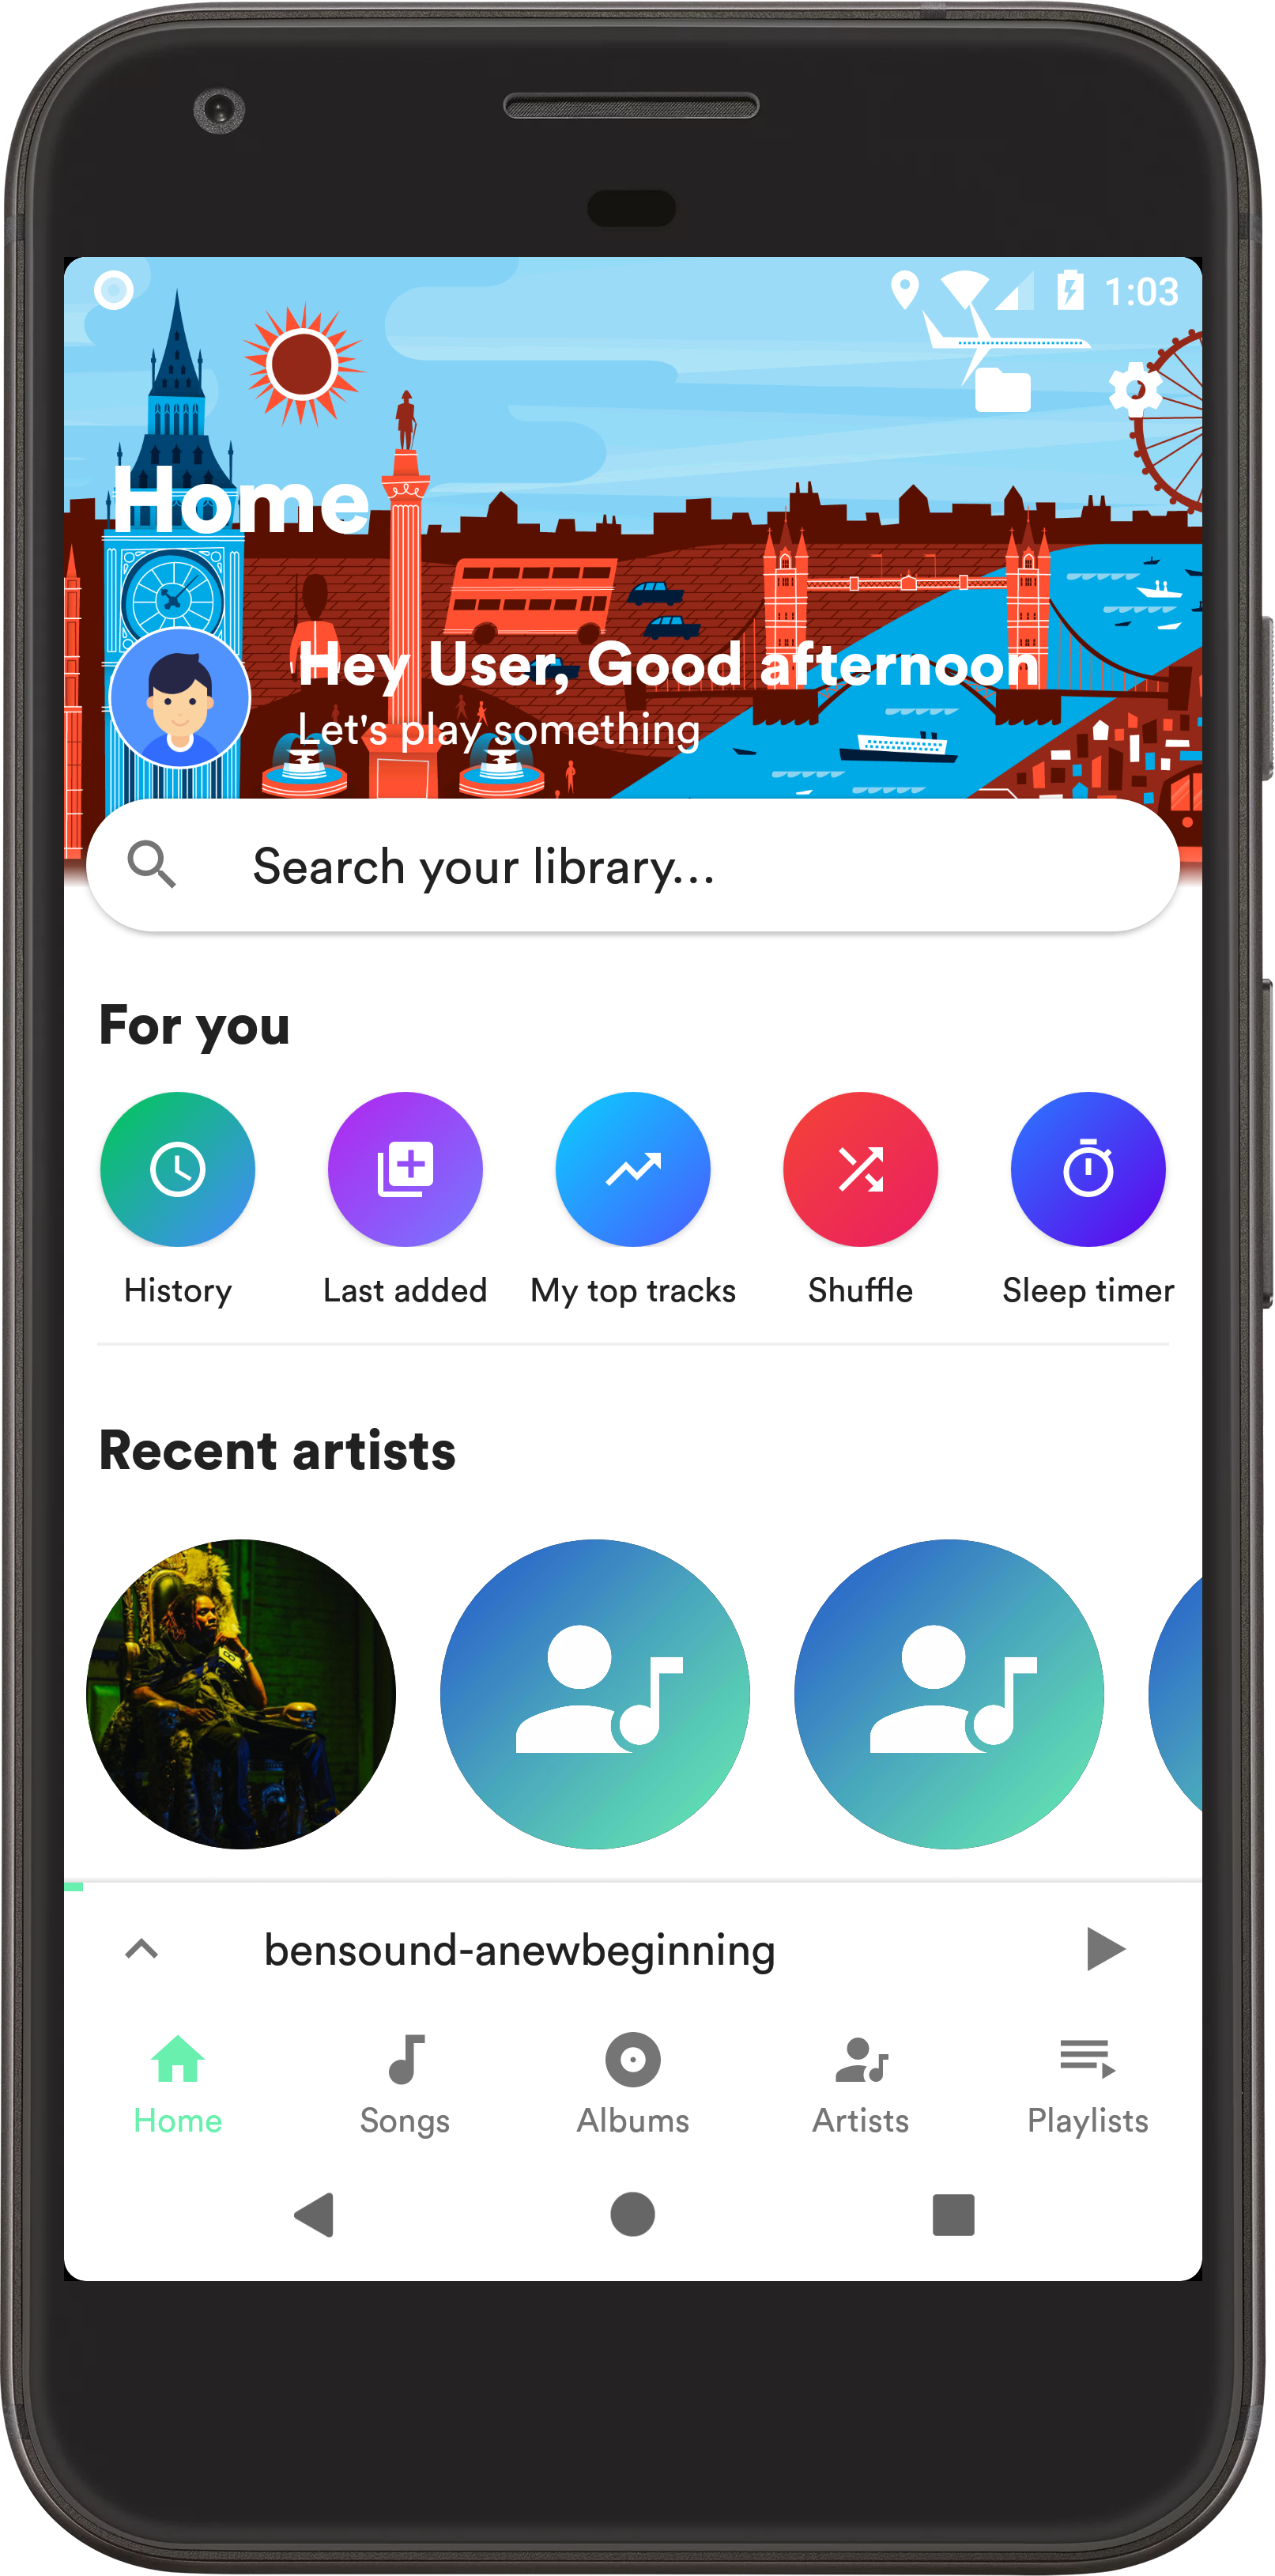 1:03
Home
Hey User, Good afternoon
Let's play something
Search your library...
For you
History Last added My top tracks Shuffle Sleep timer
Recent artists
bensound-anewbeginning
Home Songs Albums Artists Playlists